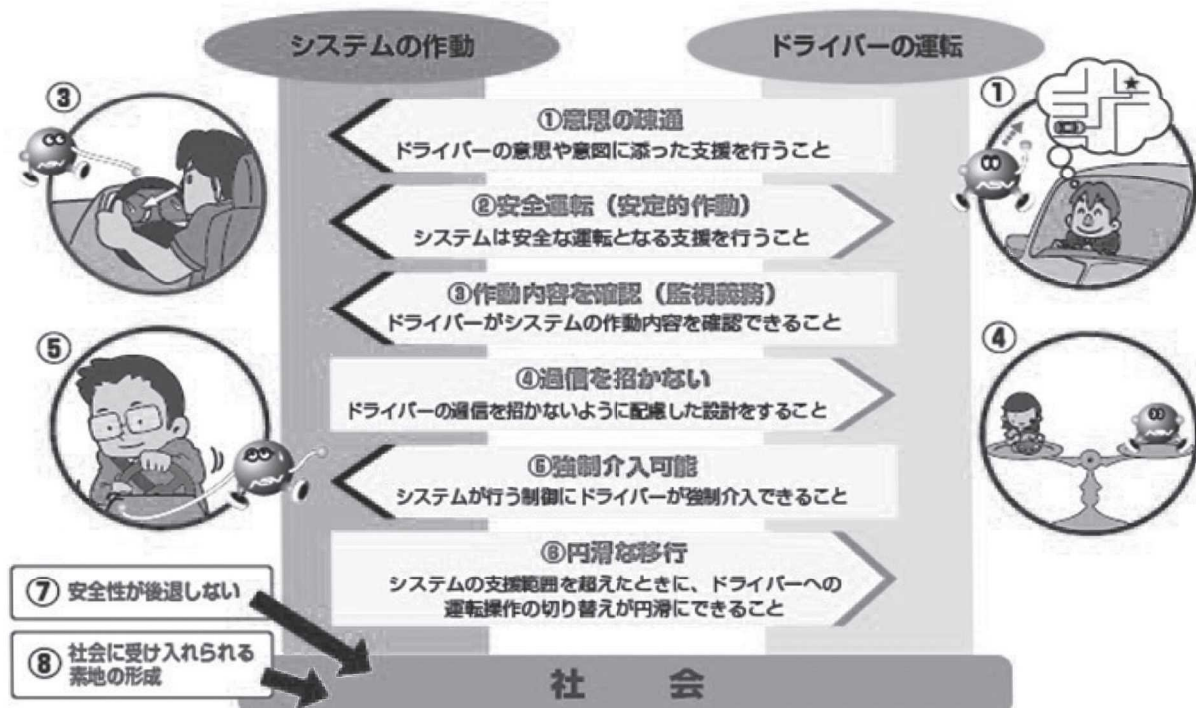 システムの作動
ドライバーの運転
③
①
①意思の疎通
ドライバーの意思や意図に添った支援を行うこと
②安全運転（安定的作動）
システムは安全な運転となる支援を行うこと
③作動内容を確認（監視義務）
ドライバーがシステムの作動内容を確認できること
⑤
④
④過信を招かない
ドライバーの過信を招かないように配慮した設計をすること
⑤強制介入可能
システムが行う制御にドライバーが強制介入できること
⑥円滑な移行
システムの支援範囲を超えたときに、ドライバーへの
運転操作の切り替えが円滑にできること
⑦ 安全性が後退しない
⑧ 社会に受け入れられる
素地の形成
社会